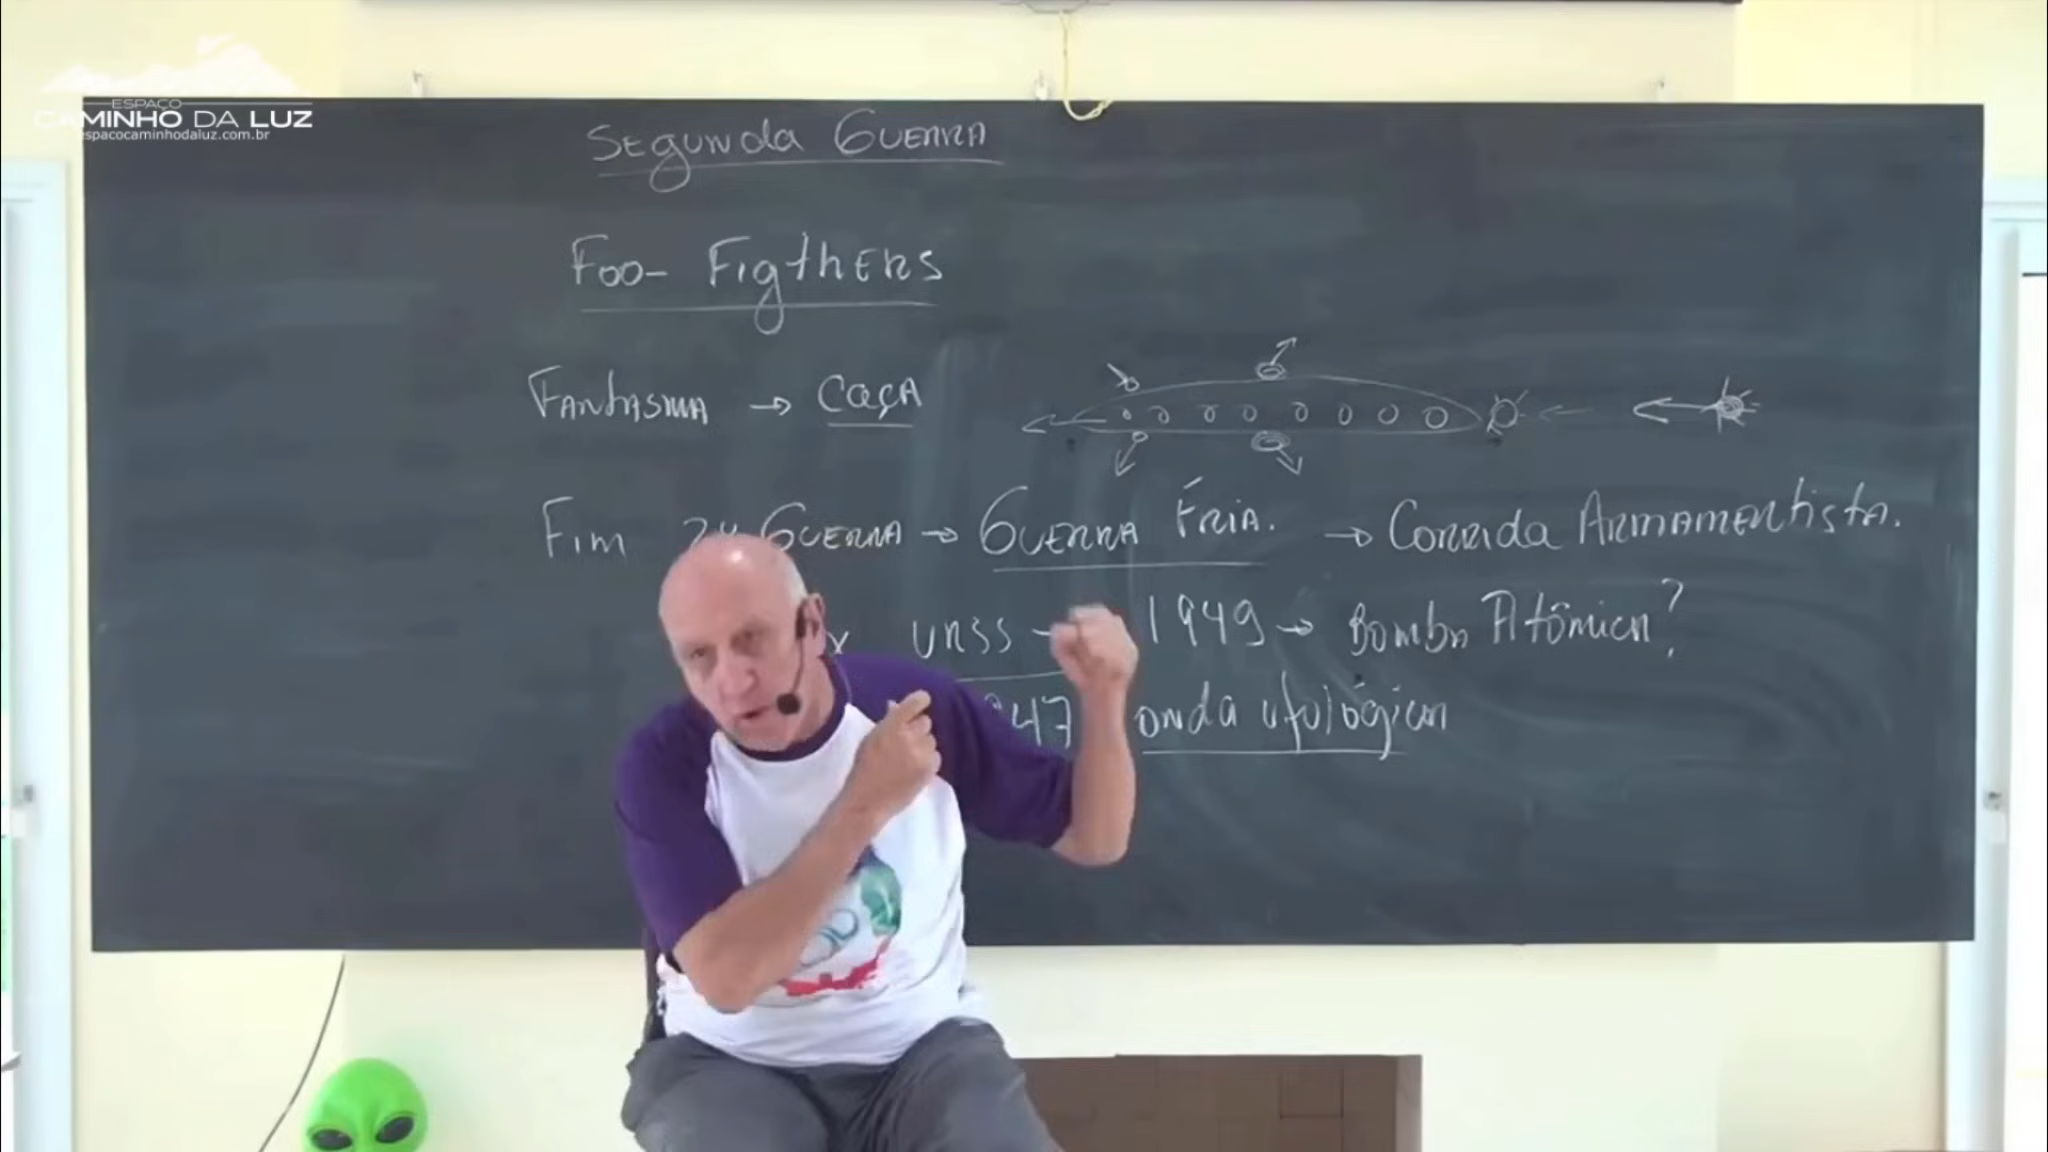 ESPAÇO
CAMINHO DA LUZ
espacocaminhodaluz.com.br
Segunda Guerra
Foo- Figthers
Fantasma → Caça
Fim Guerra → Guerra Fria. → Corrida Armamentista.
x URSS → 1949 → Bomba Atômica?
47 onda ufológica